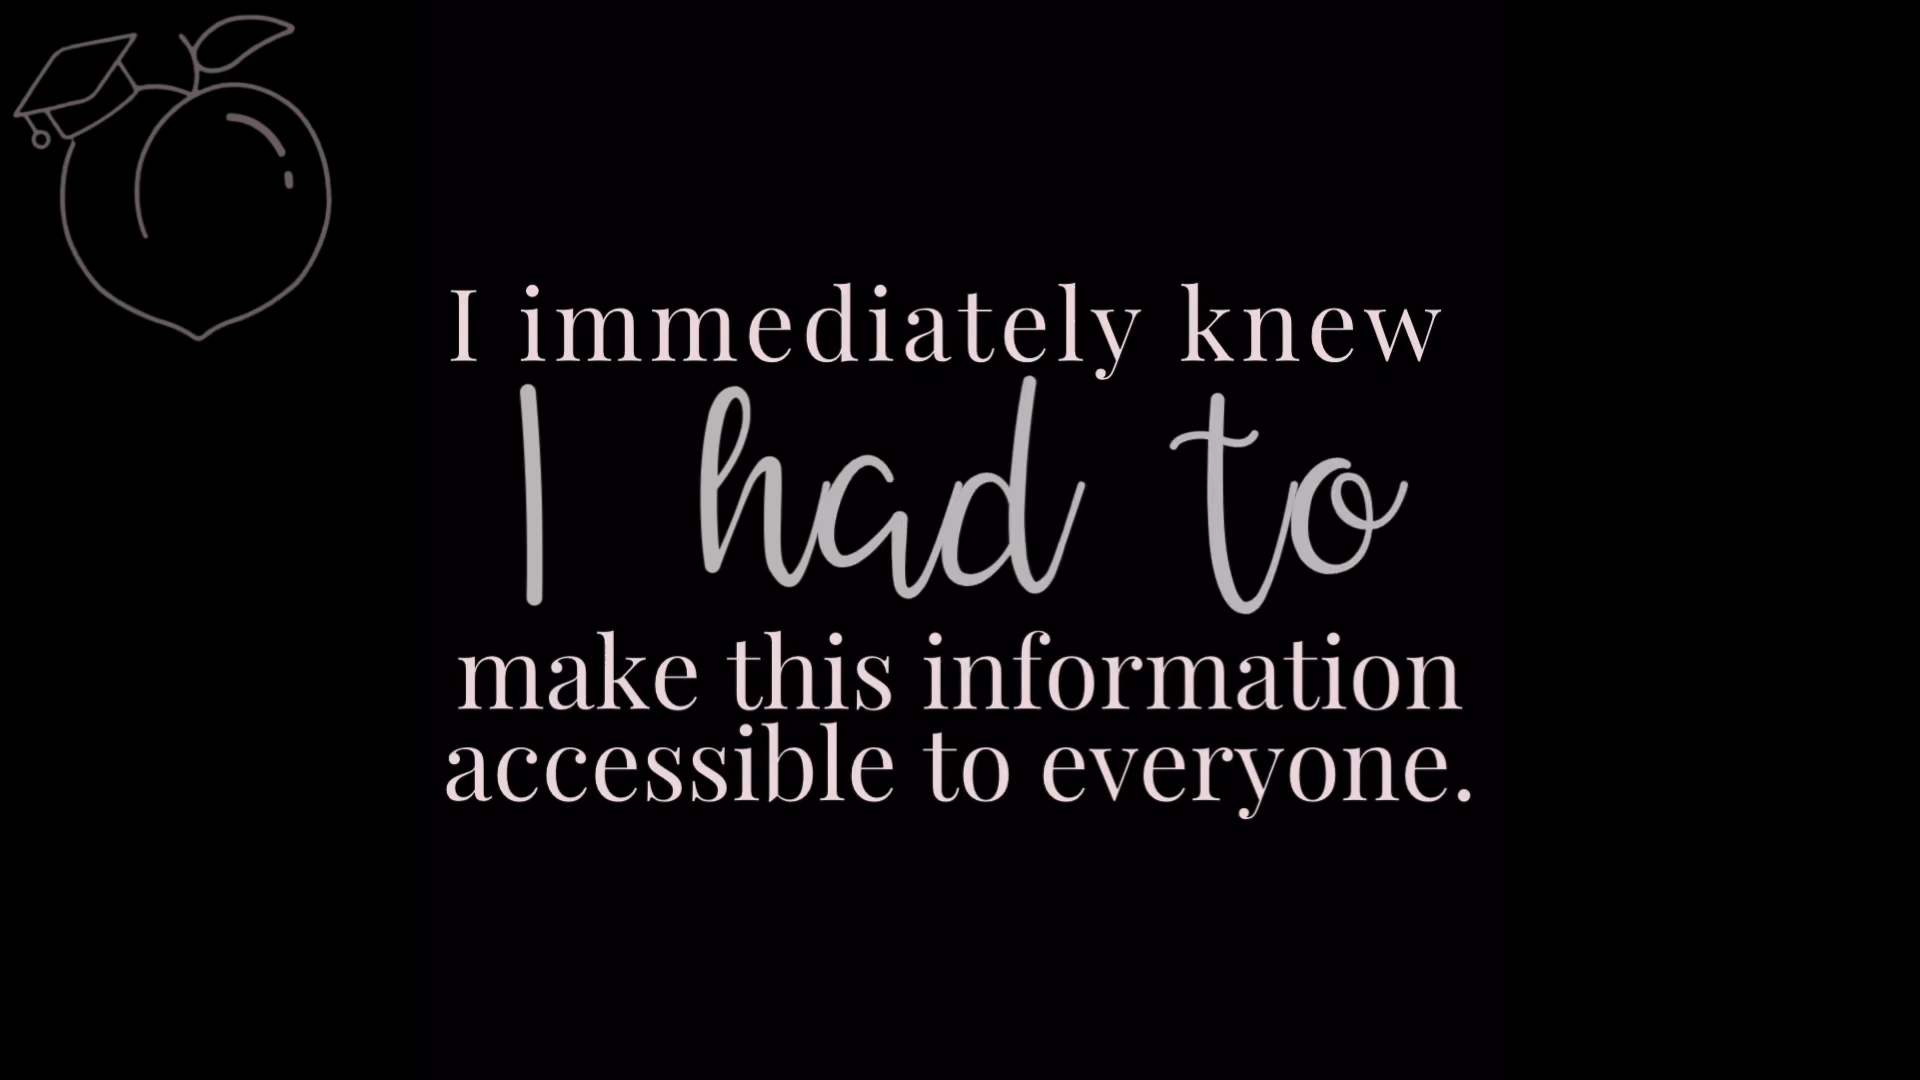 I immediately knew
I had to
make this information
accessible to everyone.